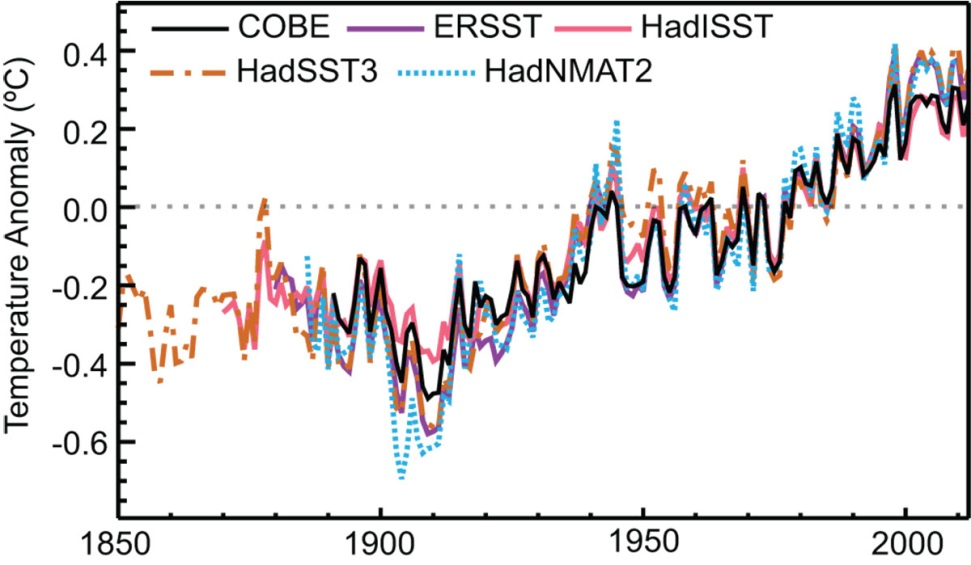 COBE ERSST HadISST
HadSST3 HadNMAT2
Temperature Anomaly (ºC)
0.4
0.2
0.0
-0.2
-0.4
-0.6
1850 1900 1950 2000